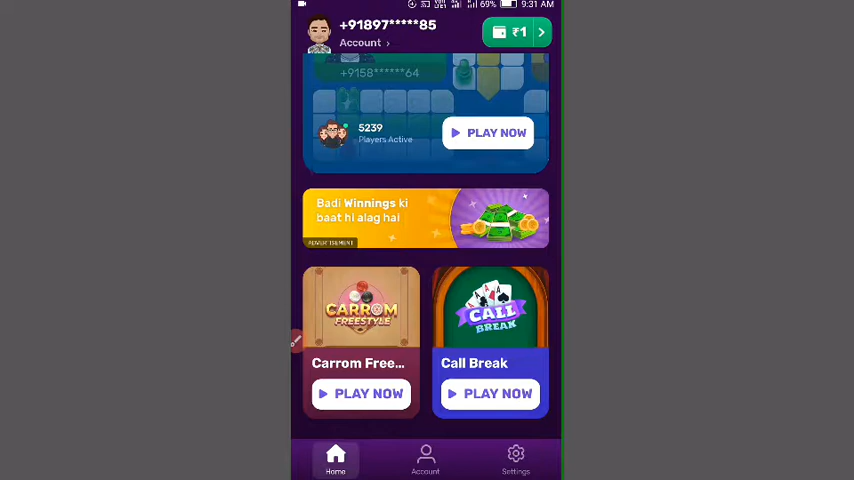 69% 9:31 AM
+91897*****85
Account >
₹1 >
+9158******64
5239
Players Active
PLAY NOW
Badi Winnings ki
baat hi alag hai
ADVERTISEMENT
CARROM
FREESTYLE
CALL
BREAK
Carrom Free...
Call Break
PLAY NOW
PLAY NOW
Home
Account
Settings